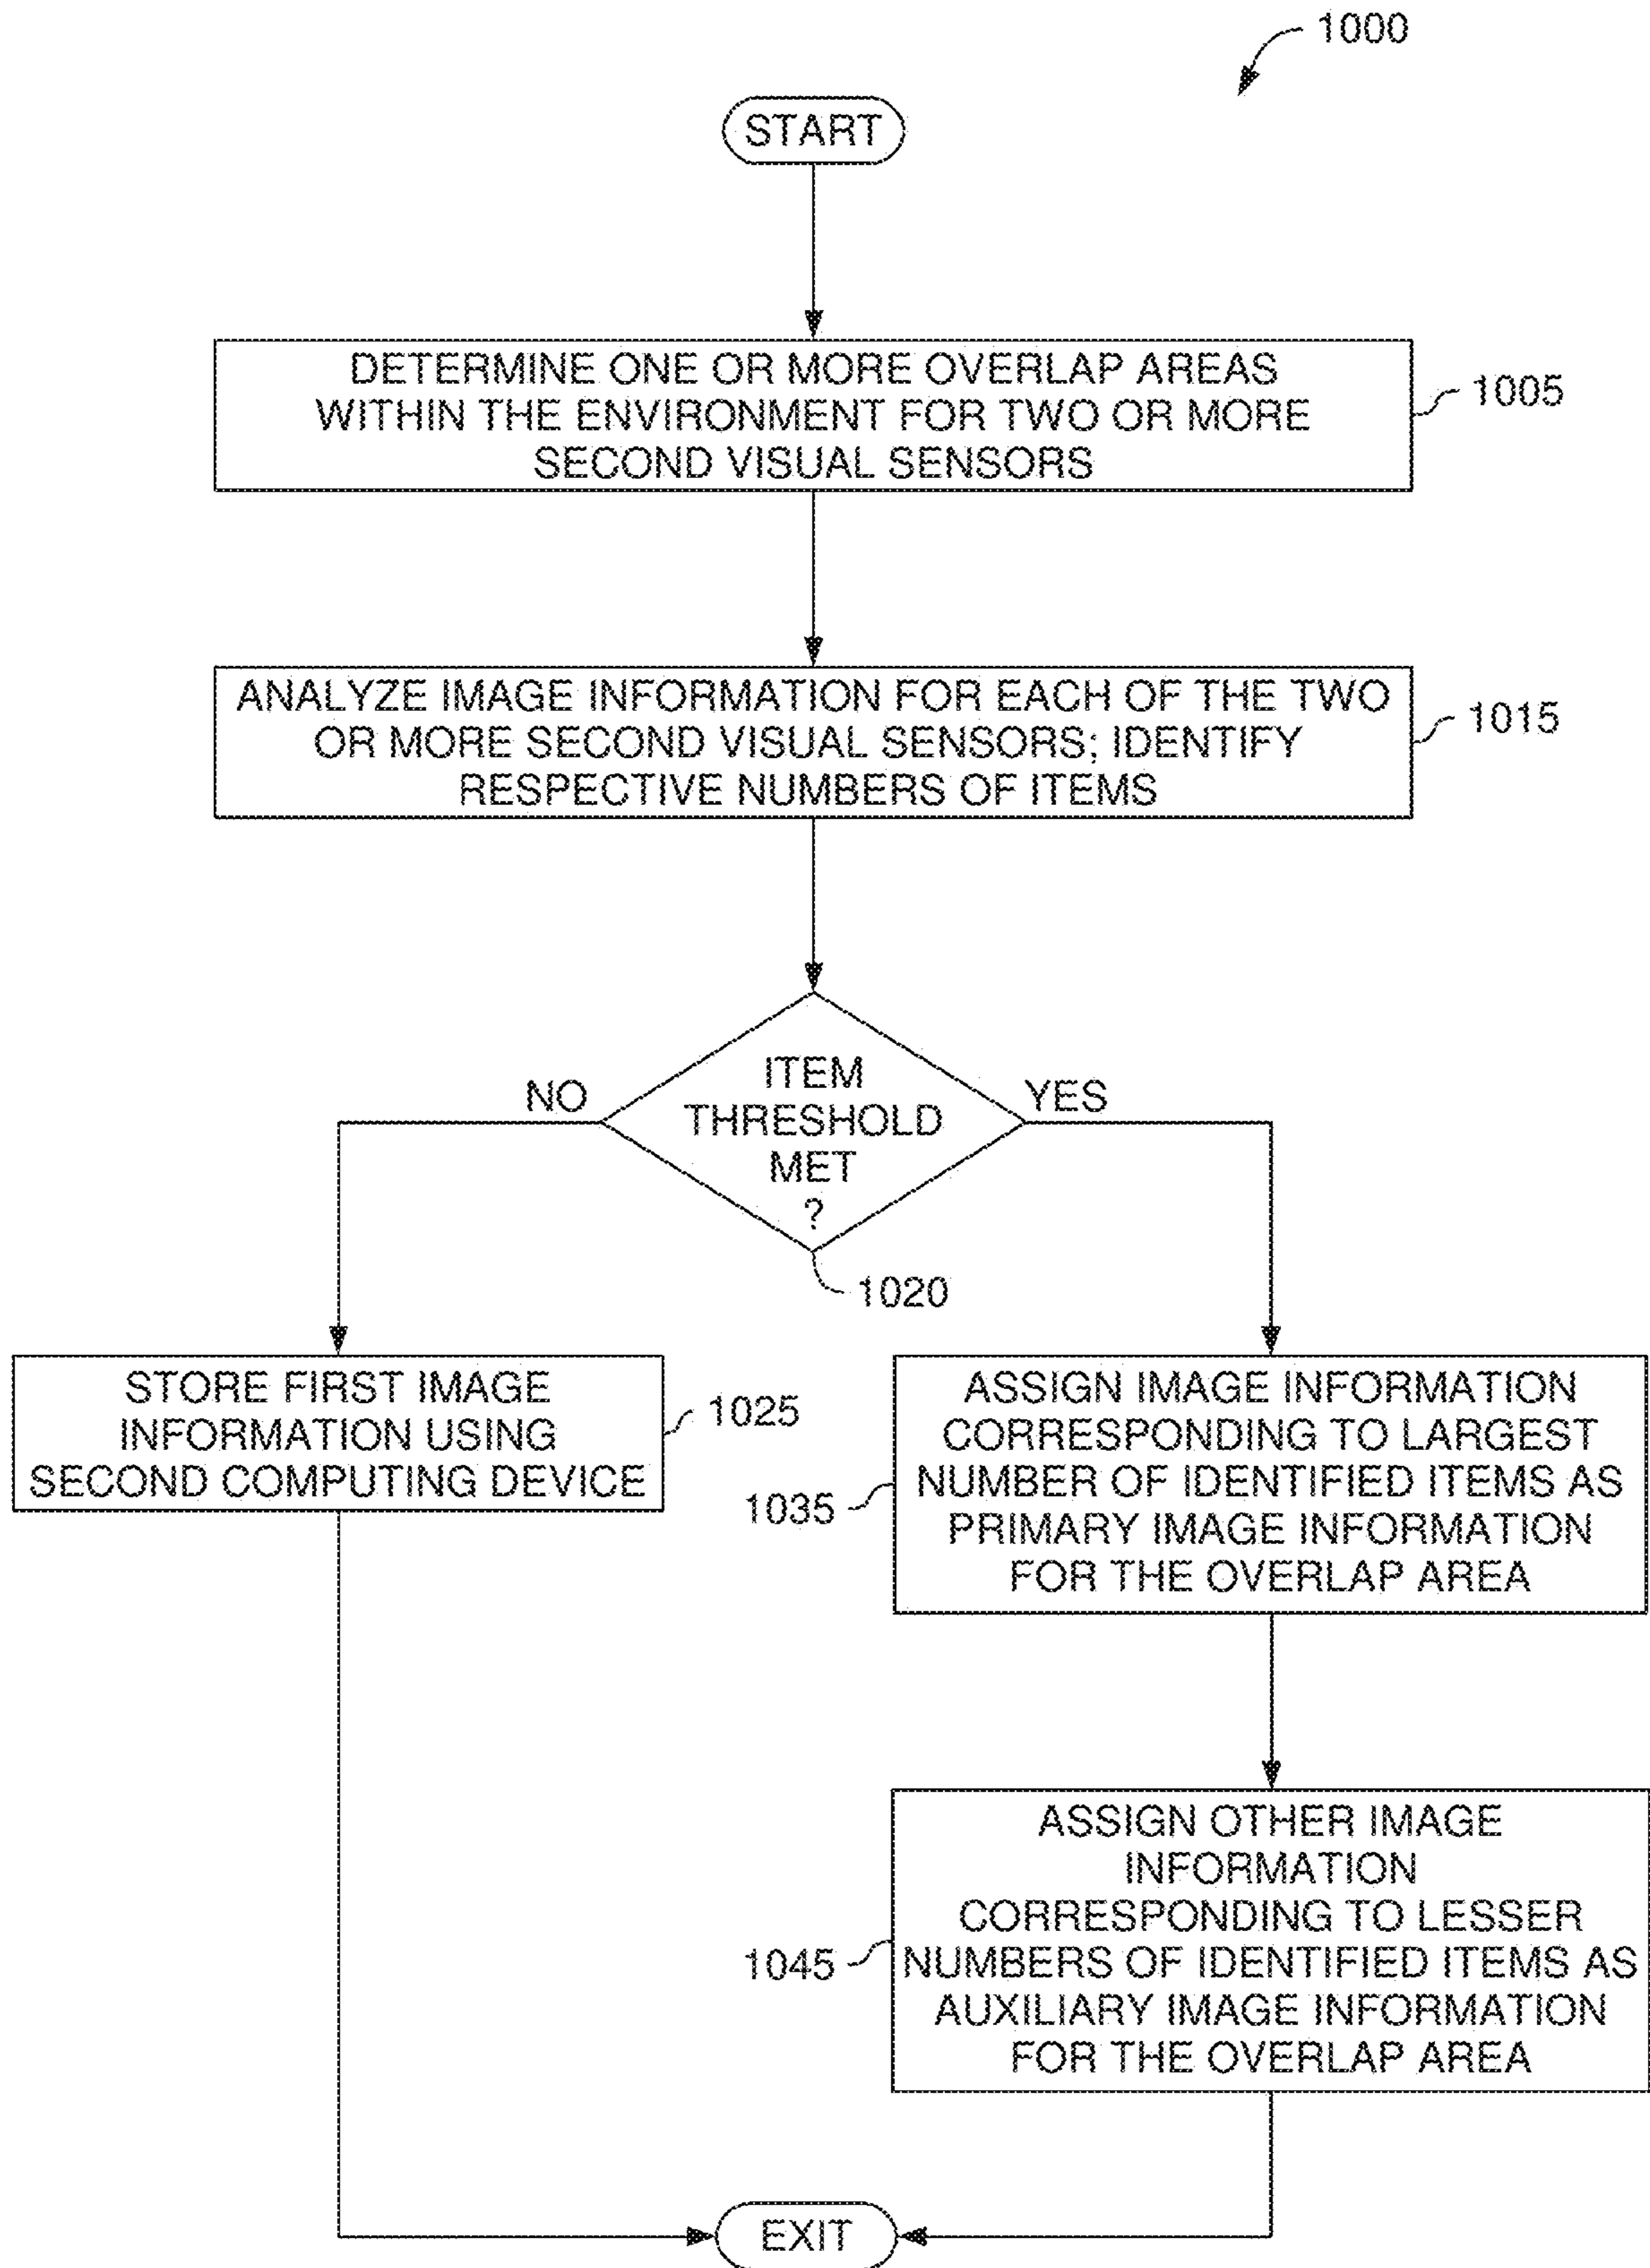 1000
START
DETERMINE ONE OR MORE OVERLAP AREAS
WITHIN THE ENVIRONMENT FOR TWO OR MORE
SECOND VISUAL SENSORS
1005
ANALYZE IMAGE INFORMATION FOR EACH OF THE TWO
OR MORE SECOND VISUAL SENSORS; IDENTIFY
RESPECTIVE NUMBERS OF ITEMS
1015
ITEM
THRESHOLD
MET
?
NO
YES
1020
STORE FIRST IMAGE
INFORMATION USING
SECOND COMPUTING DEVICE
1025
ASSIGN IMAGE INFORMATION
CORRESPONDING TO LARGEST
NUMBER OF IDENTIFIED ITEMS AS
PRIMARY IMAGE INFORMATION
FOR THE OVERLAP AREA
1035
ASSIGN OTHER IMAGE
INFORMATION
CORRESPONDING TO LESSER
NUMBERS OF IDENTIFIED ITEMS AS
AUXILIARY IMAGE INFORMATION
FOR THE OVERLAP AREA
1045
EXIT